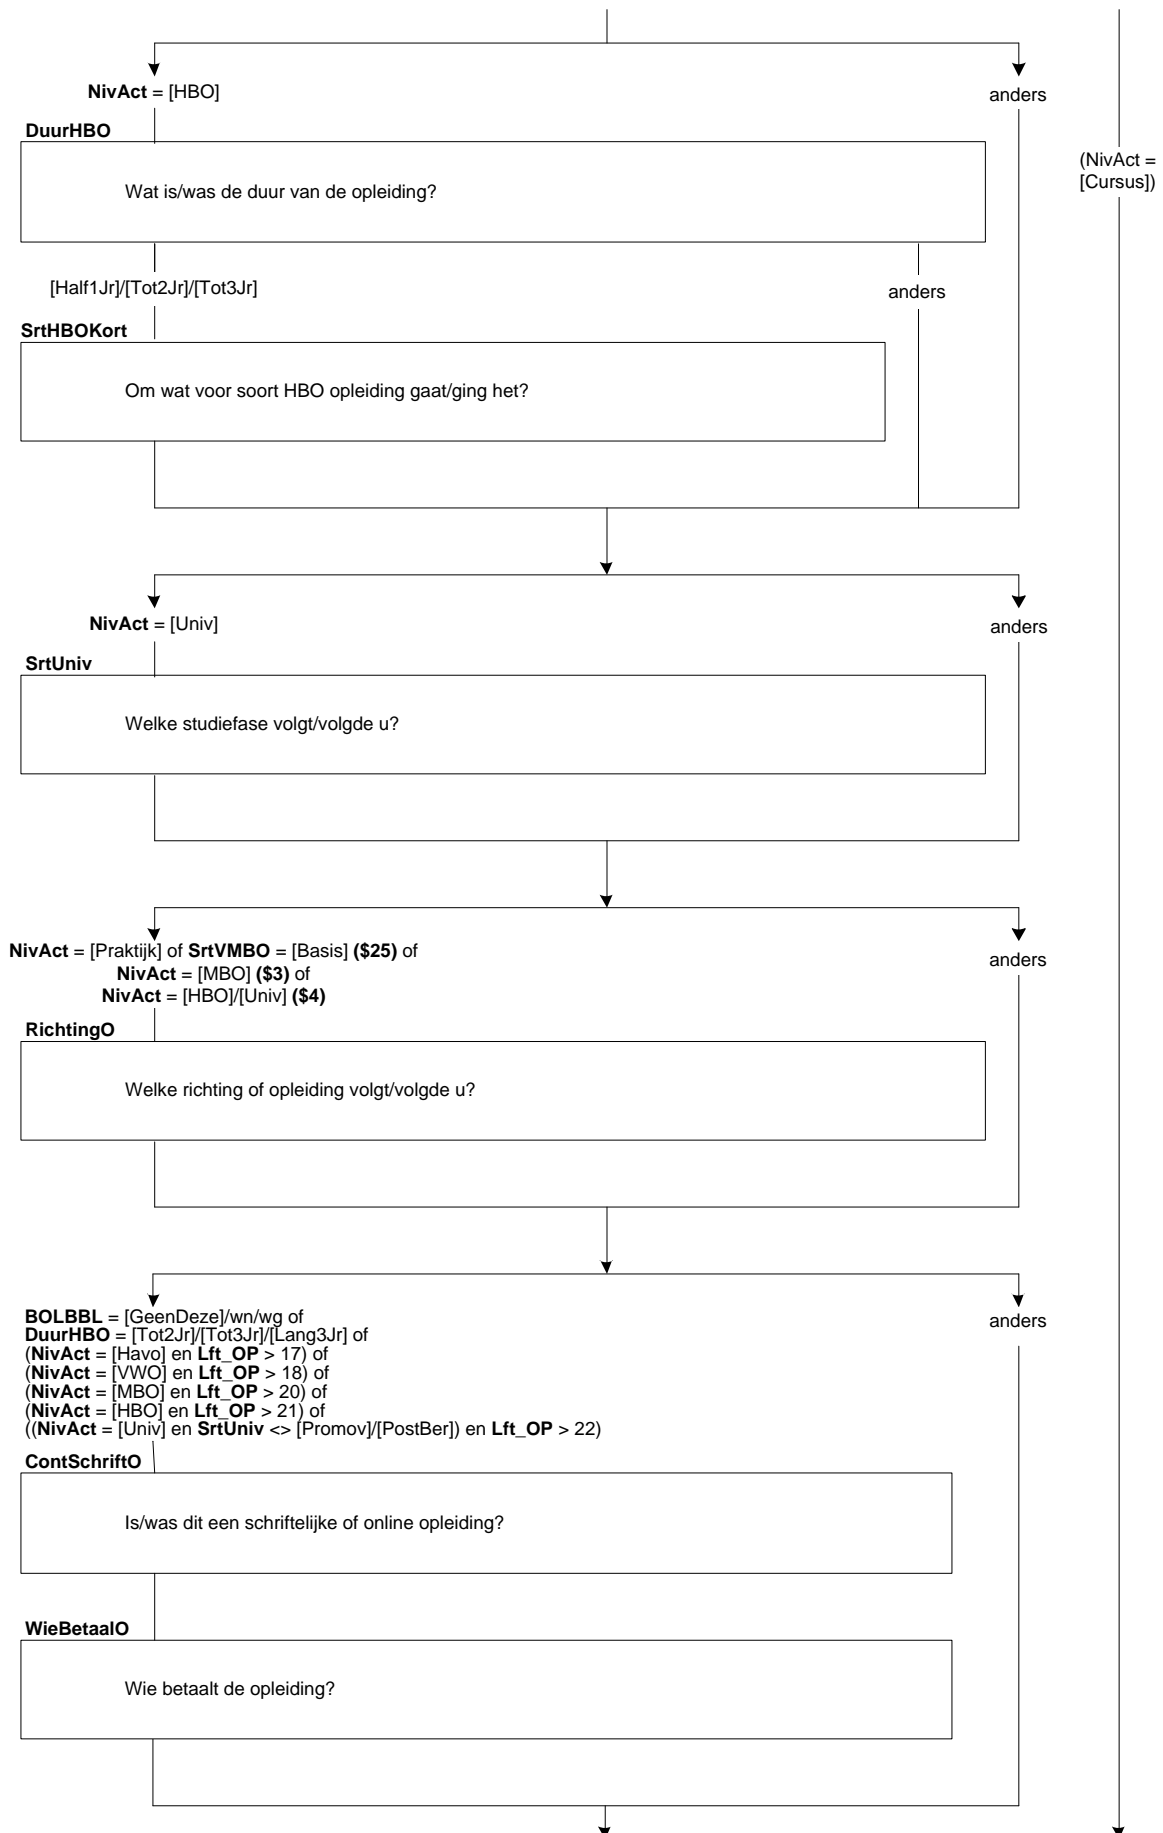 NivAct = [HBO]
anders
DuurHBO
(NivAct =
[Cursus])
Wat is/was de duur van de opleiding?
[Half1Jr]/[Tot2Jr]/[Tot3Jr]
anders
SrtHBOKort
Om wat voor soort HBO opleiding gaat/ging het?
NivAct = [Univ]
anders
SrtUniv
Welke studiefase volgt/volgde u?
NivAct = [Praktijk] of SrtVMBO = [Basis] ($25) of
NivAct = [MBO] ($3) of
NivAct = [HBO]/[Univ] ($4)
anders
RichtingO
Welke richting of opleiding volgt/volgde u?
BOLBBL = [GeenDeze]/wn/wg of
DuurHBO = [Tot2Jr]/[Tot3Jr]/[Lang3Jr] of
(NivAct = [Havo] en Lft_OP > 17) of
(NivAct = [VWO] en Lft_OP > 18) of
(NivAct = [MBO] en Lft_OP > 20) of
(NivAct = [HBO] en Lft_OP > 21) of
((NivAct = [Univ] en SrtUniv <> [Promov]/[PostBer]) en Lft_OP > 22)
anders
ContSchriftO
Is/was dit een schriftelijke of online opleiding?
WieBetaalO
Wie betaalt de opleiding?